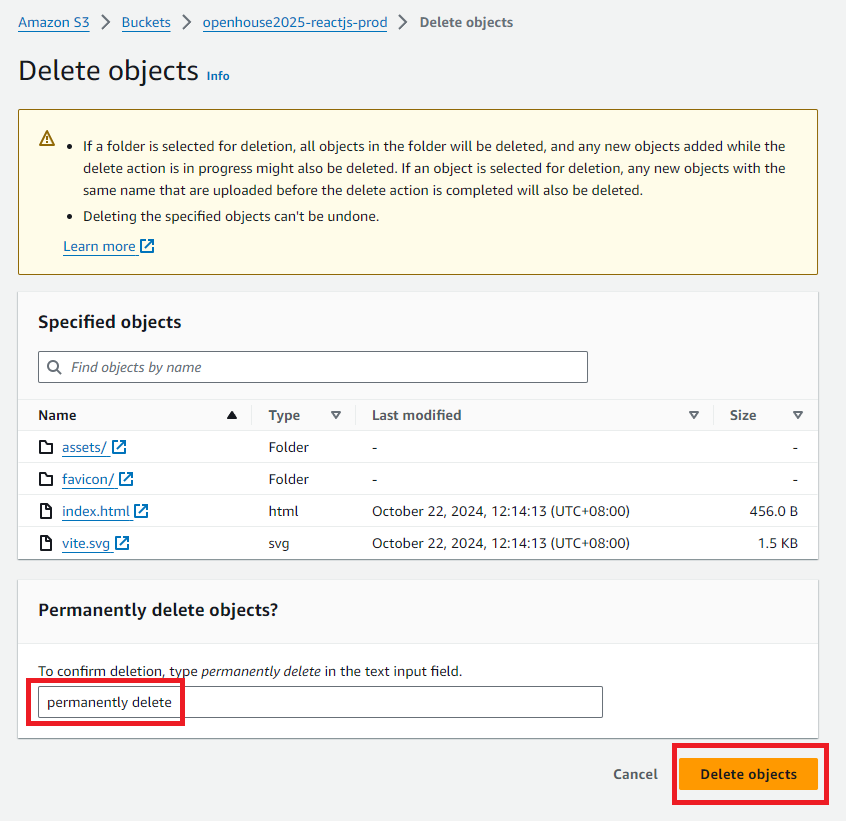 Amazon S3 > Buckets > openhouse2025-reactjs-prod > Delete objects
Delete objects Info
If a folder is selected for deletion, all objects in the folder will be deleted, and any new objects added while the
delete action is in progress might also be deleted. If an object is selected for deletion, any new objects with the
same name that are uploaded before the delete action is completed will also be deleted.
Deleting the specified objects can't be undone.
Learn more
Specified objects
Find objects by name
Name Type Last modified Size
assets/ Folder - -
favicon/ Folder - -
index.html html October 22, 2024, 12:14:13 (UTC+08:00) 456.0 B
vite.svg svg October 22, 2024, 12:14:13 (UTC+08:00) 1.5 KB
Permanently delete objects?
To confirm deletion, type permanently delete in the text input field.
permanently delete
Cancel Delete objects